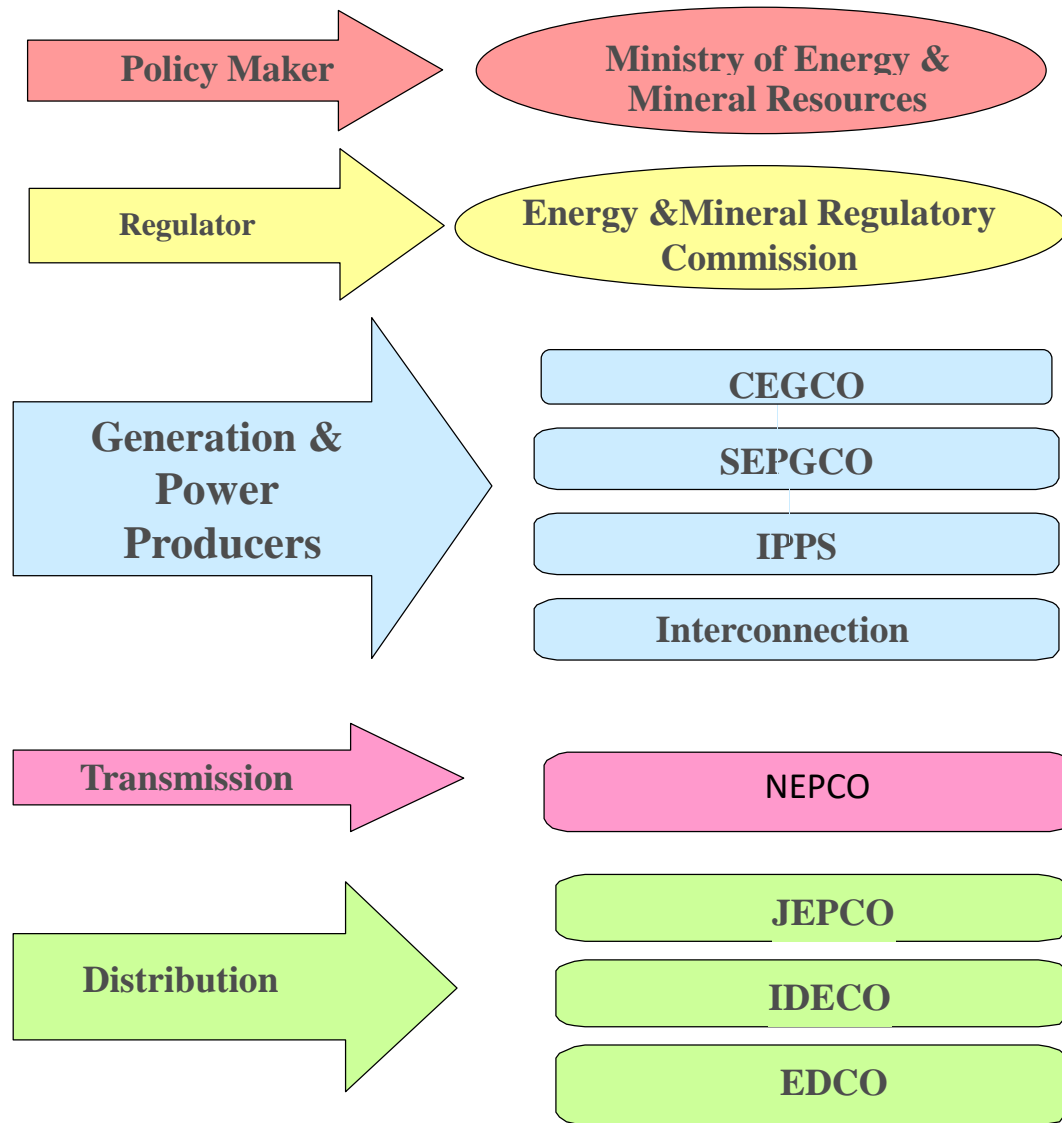 Policy Maker
Ministry of Energy &
Mineral Resources
Regulator
Energy &Mineral Regulatory
Commission
Generation &
Power
Producers
CEGCO
SEPGCO
IPPS
Interconnection
Transmission
NEPCO
Distribution
JEPCO
IDECO
EDCO